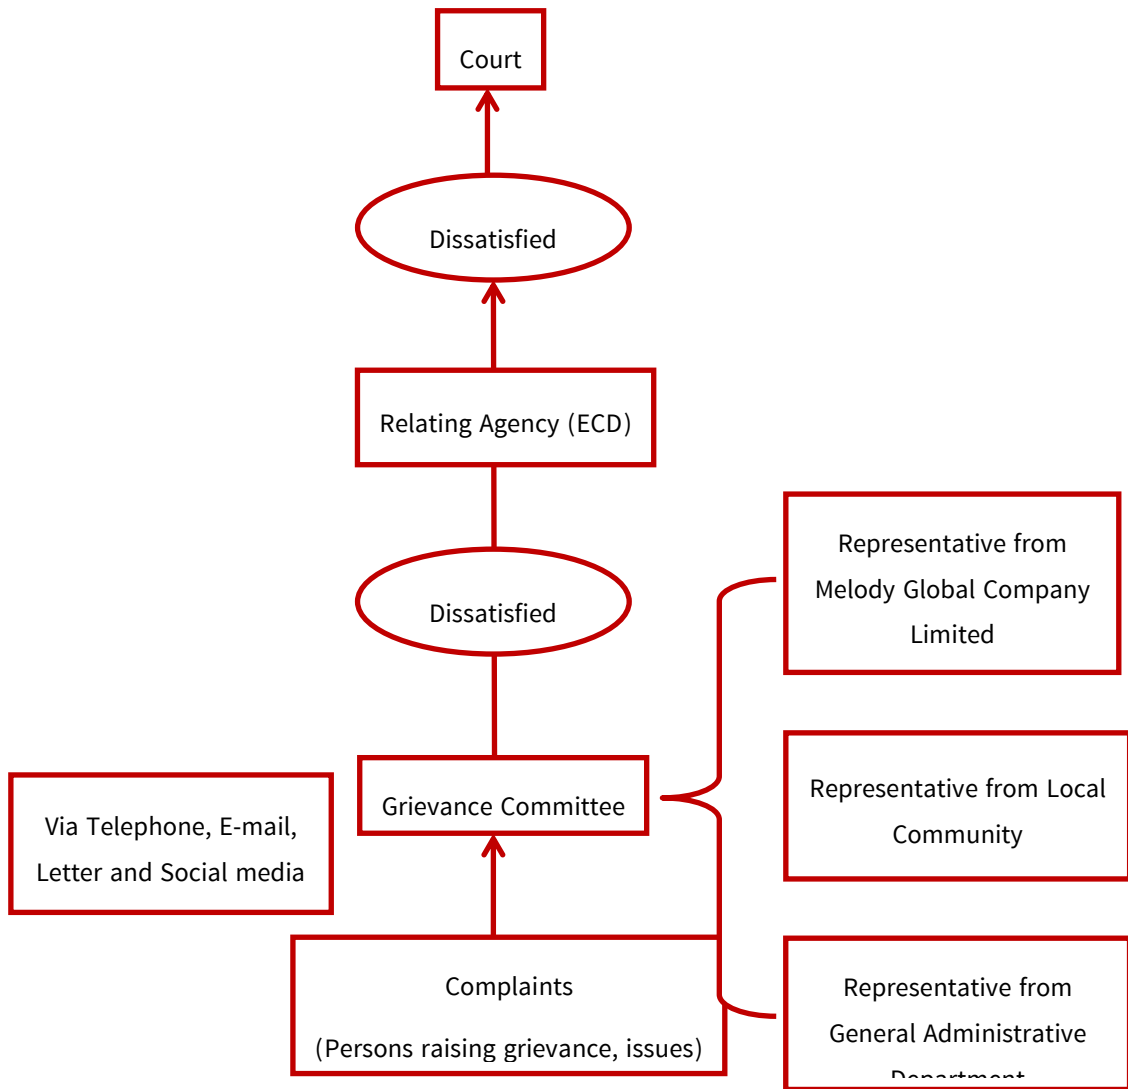 Court
Dissatisfied
Relating Agency (ECD)
Dissatisfied
Representative from
Melody Global Company
Limited
Grievance Committee
Representative from Local
Community
Via Telephone, E-mail,
Letter and Social media
Complaints
(Persons raising grievance, issues)
Representative from
General Administrative
Department